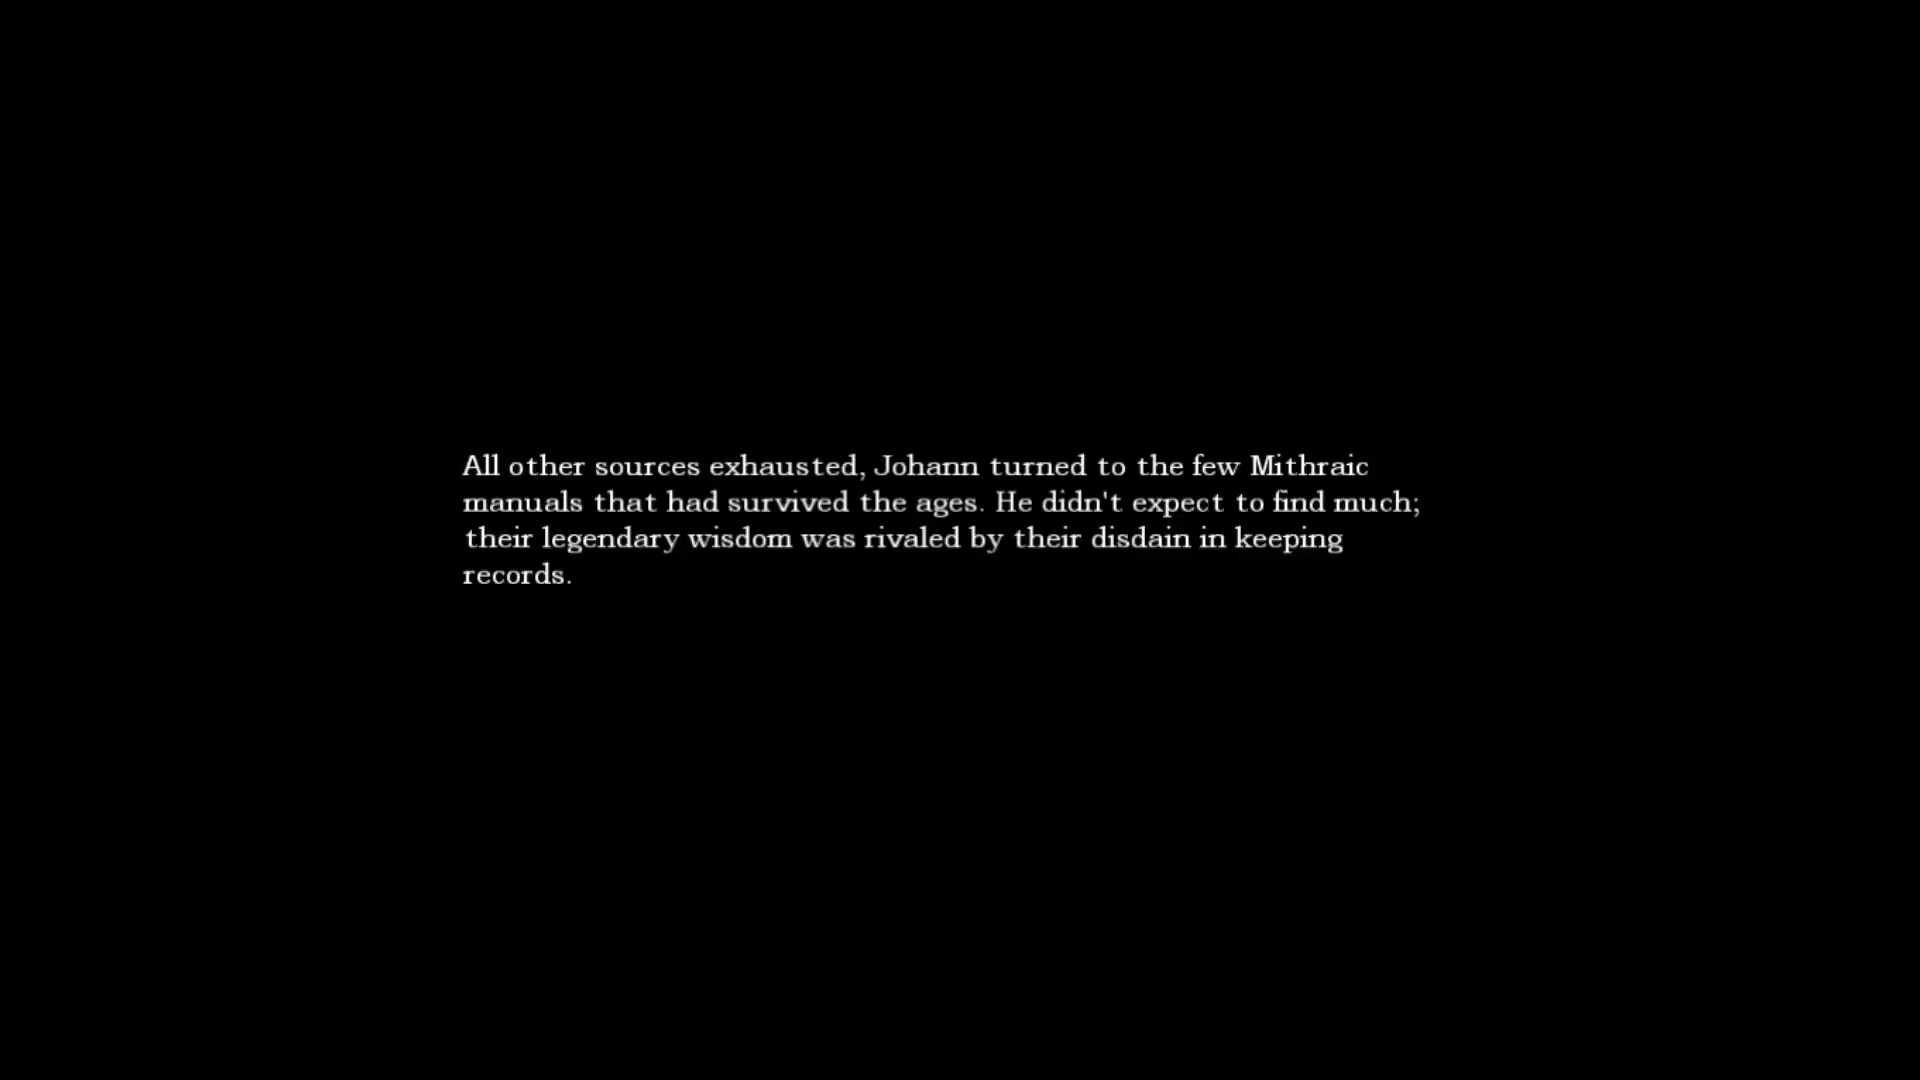 All other sources exhausted, Johann turned to the few Mithraic
manuals that had survived the ages. He didn't expect to find much;
their legendary wisdom was rivaled by their disdain in keeping
records.